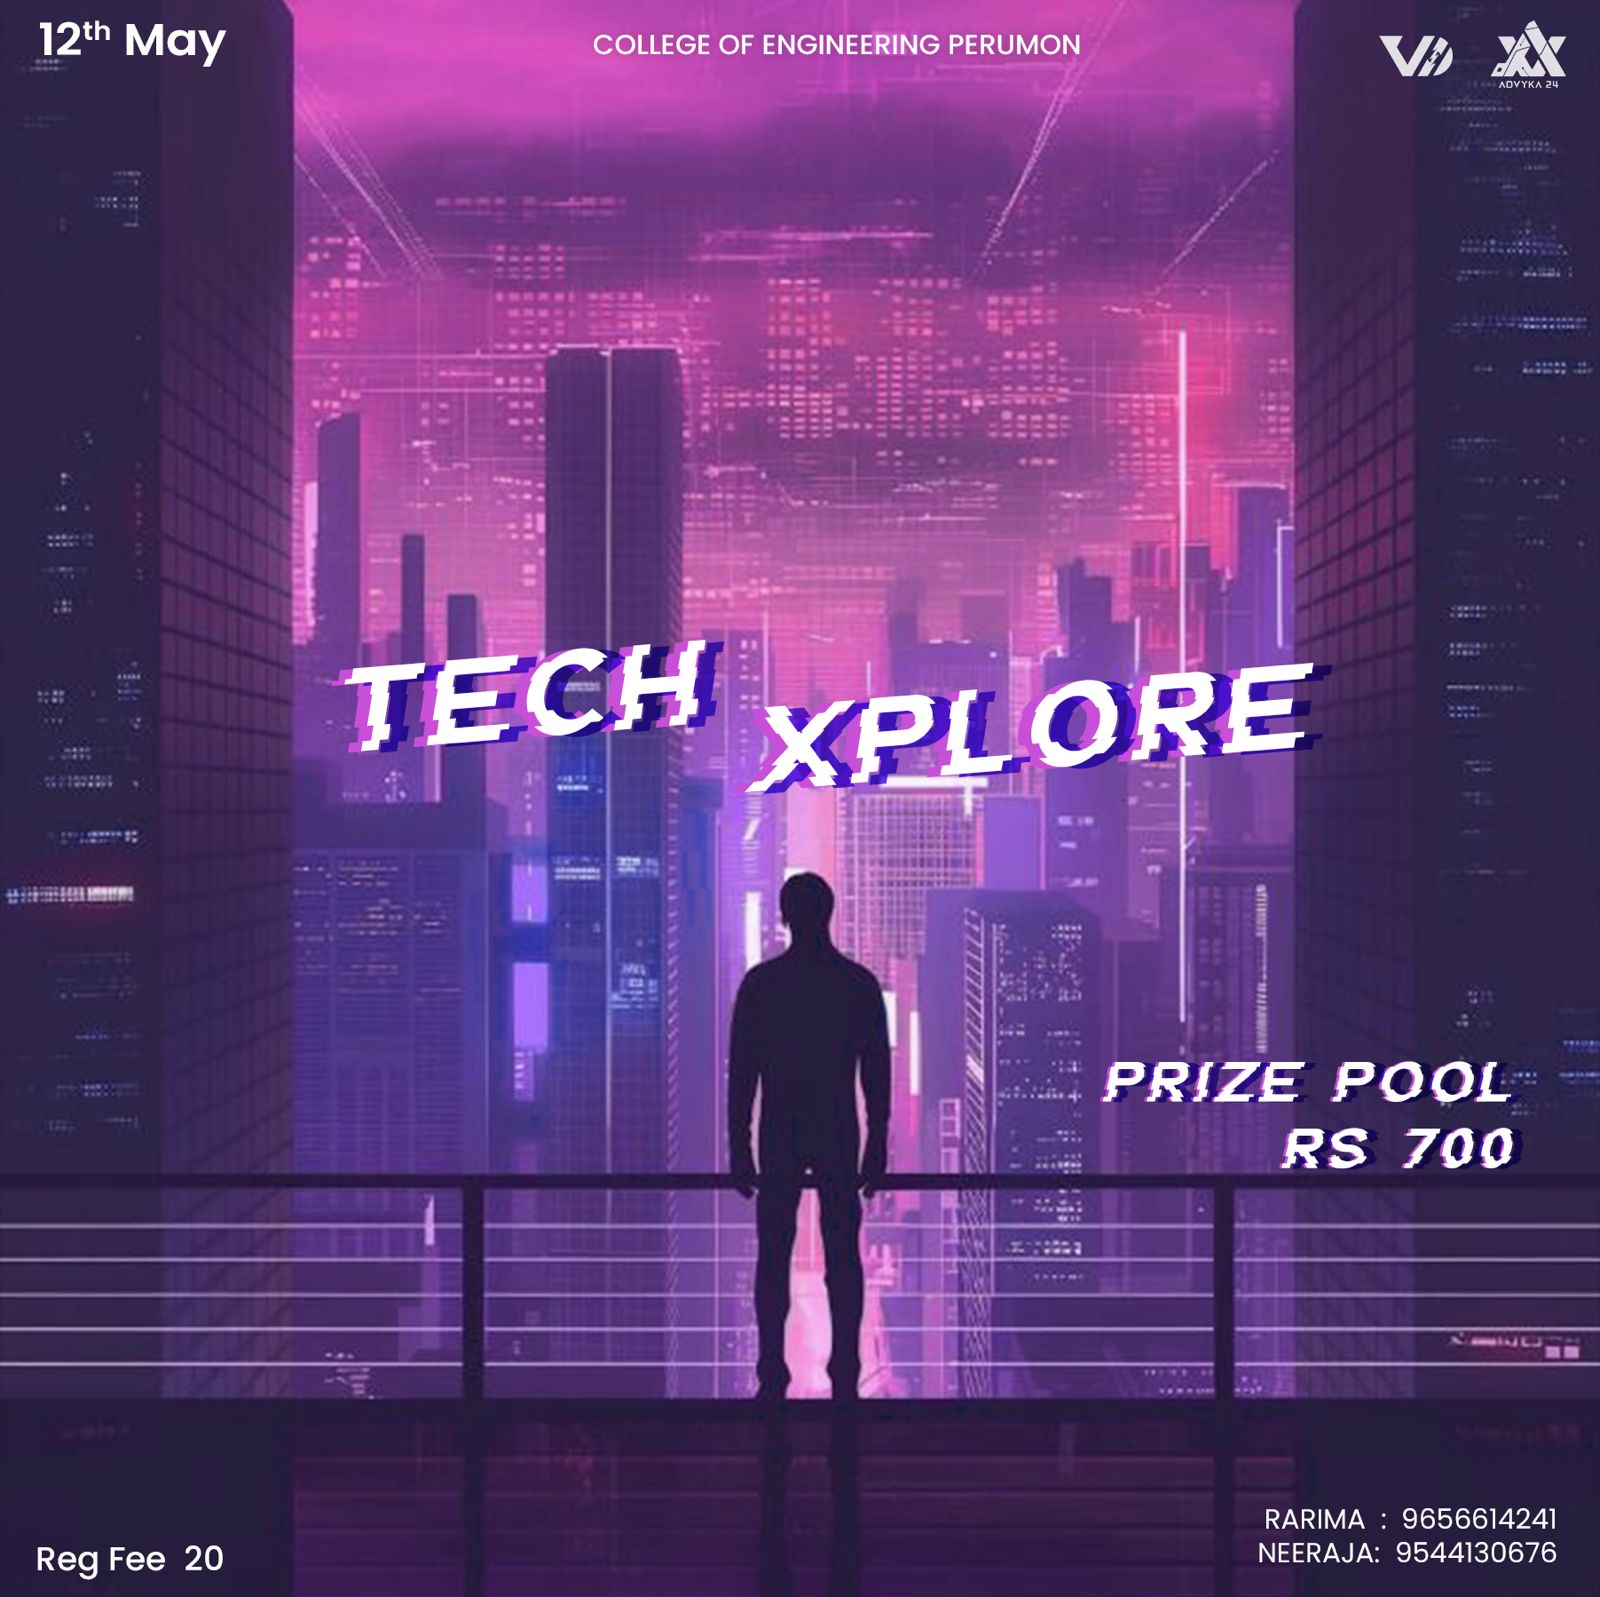 12th May
COLLEGE OF ENGINEERING PERUMON
ADVYKA 24
TECH
XPLORE
PRIZE POOL
RS 700
RARIMA : 9656614241
NEERAJA: 9544130676
Reg Fee 20